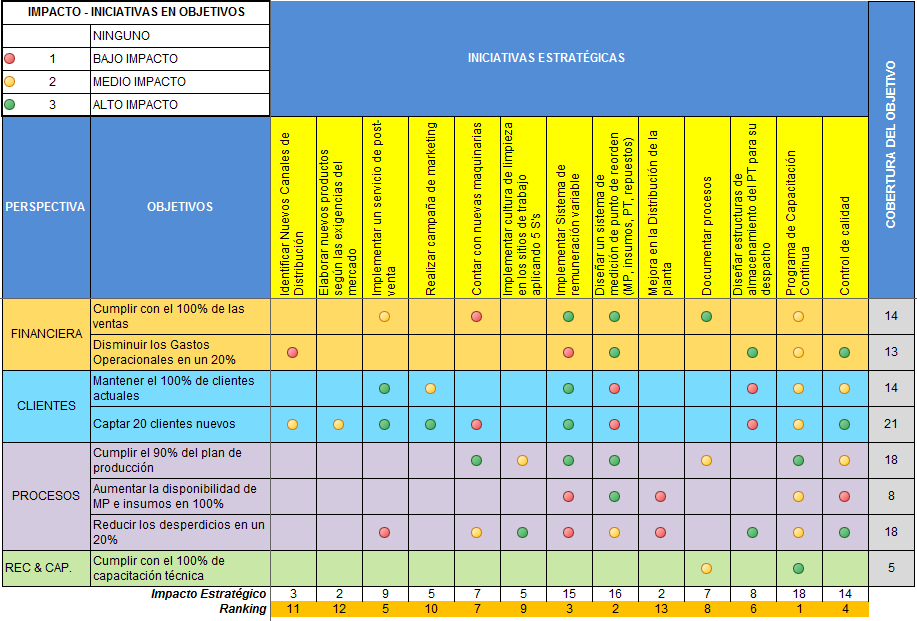 IMPACTO - INICIATIVAS EN OBJETIVOS
NINGUNO
1 BAJO IMPACTO
2 MEDIO IMPACTO
3 ALTO IMPACTO
INICIATIVAS ESTRATÉGICAS
COBERTURA DEL OBJETIVO
PERSPECTIVA
OBJETIVOS
Identificar Nuevos Canales de
Distribución
Elaborar nuevos productos
según las exigencias del
mercado
Implementar un servicio de post-
venta
Realizar campaña de marketing
Contar con nuevas maquinarias
Implementar cultura de limpieza
en los sitios de trabajo
aplicando 5 S's
Implementar Sistema de
remuneración variable
Diseñar un sistema de
medición de punto de reorden
(MP, insumos, PT, repuestos)
Mejora en la Distribución de la
planta
Documentar procesos
Diseñar estructuras de
almacenamiento del PT para su
despacho
Programa de Capacitación
Continua
Control de calidad
FINANCIERA
Cumplir con el 100% de las
ventas
14
Disminuir los Gastos
Operacionales en un 20%
13
CLIENTES
Mantener el 100% de clientes
actuales
14
Captar 20 clientes nuevos
21
PROCESOS
Cumplir el 90% del plan de
producción
18
Aumentar la disponibilidad de
MP e insumos en 100%
8
Reducir los desperdicios en un
20%
18
REC & CAP.
Cumplir con el 100% de
capacitación técnica
5
Impacto Estratégico 3 2 9 5 7 5 15 16 2 7 8 18 14
Ranking 11 12 5 10 7 9 3 2 13 8 6 1 4